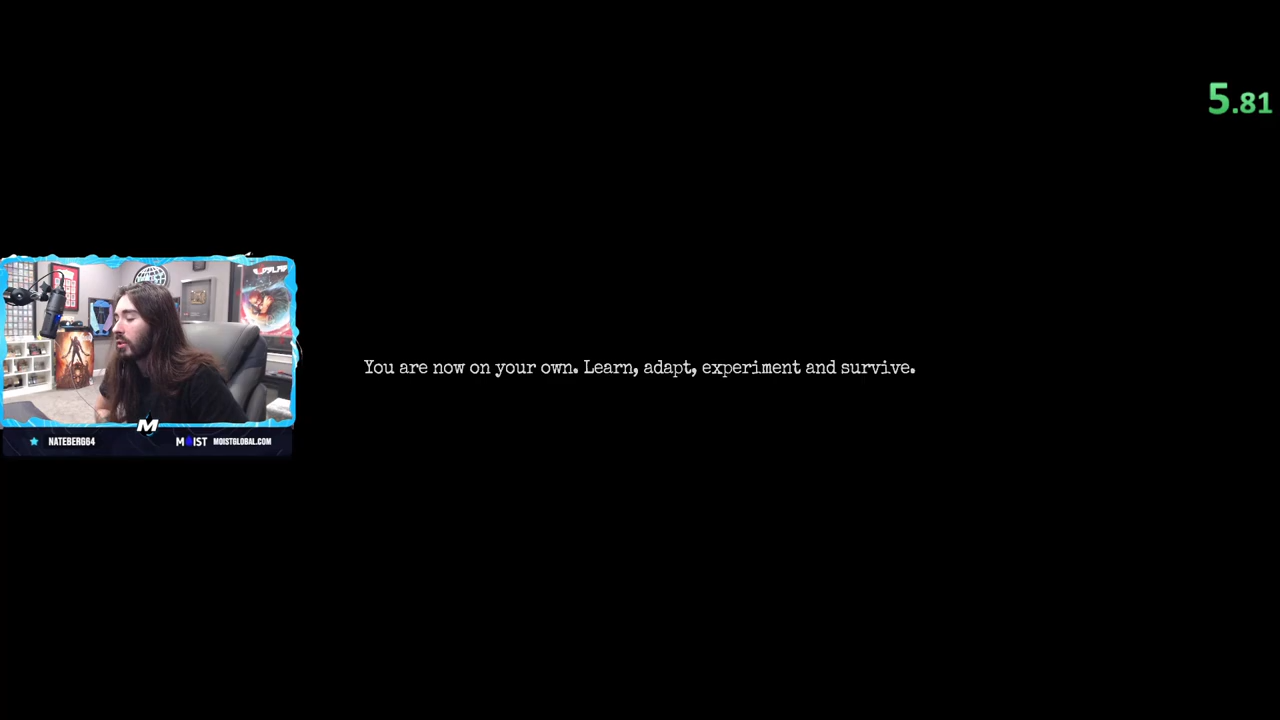 5.81
You are now on your own. Learn, adapt, experiment and survive.
M
NATEBERG64
MOIST
MOISTGLOBAL.COM